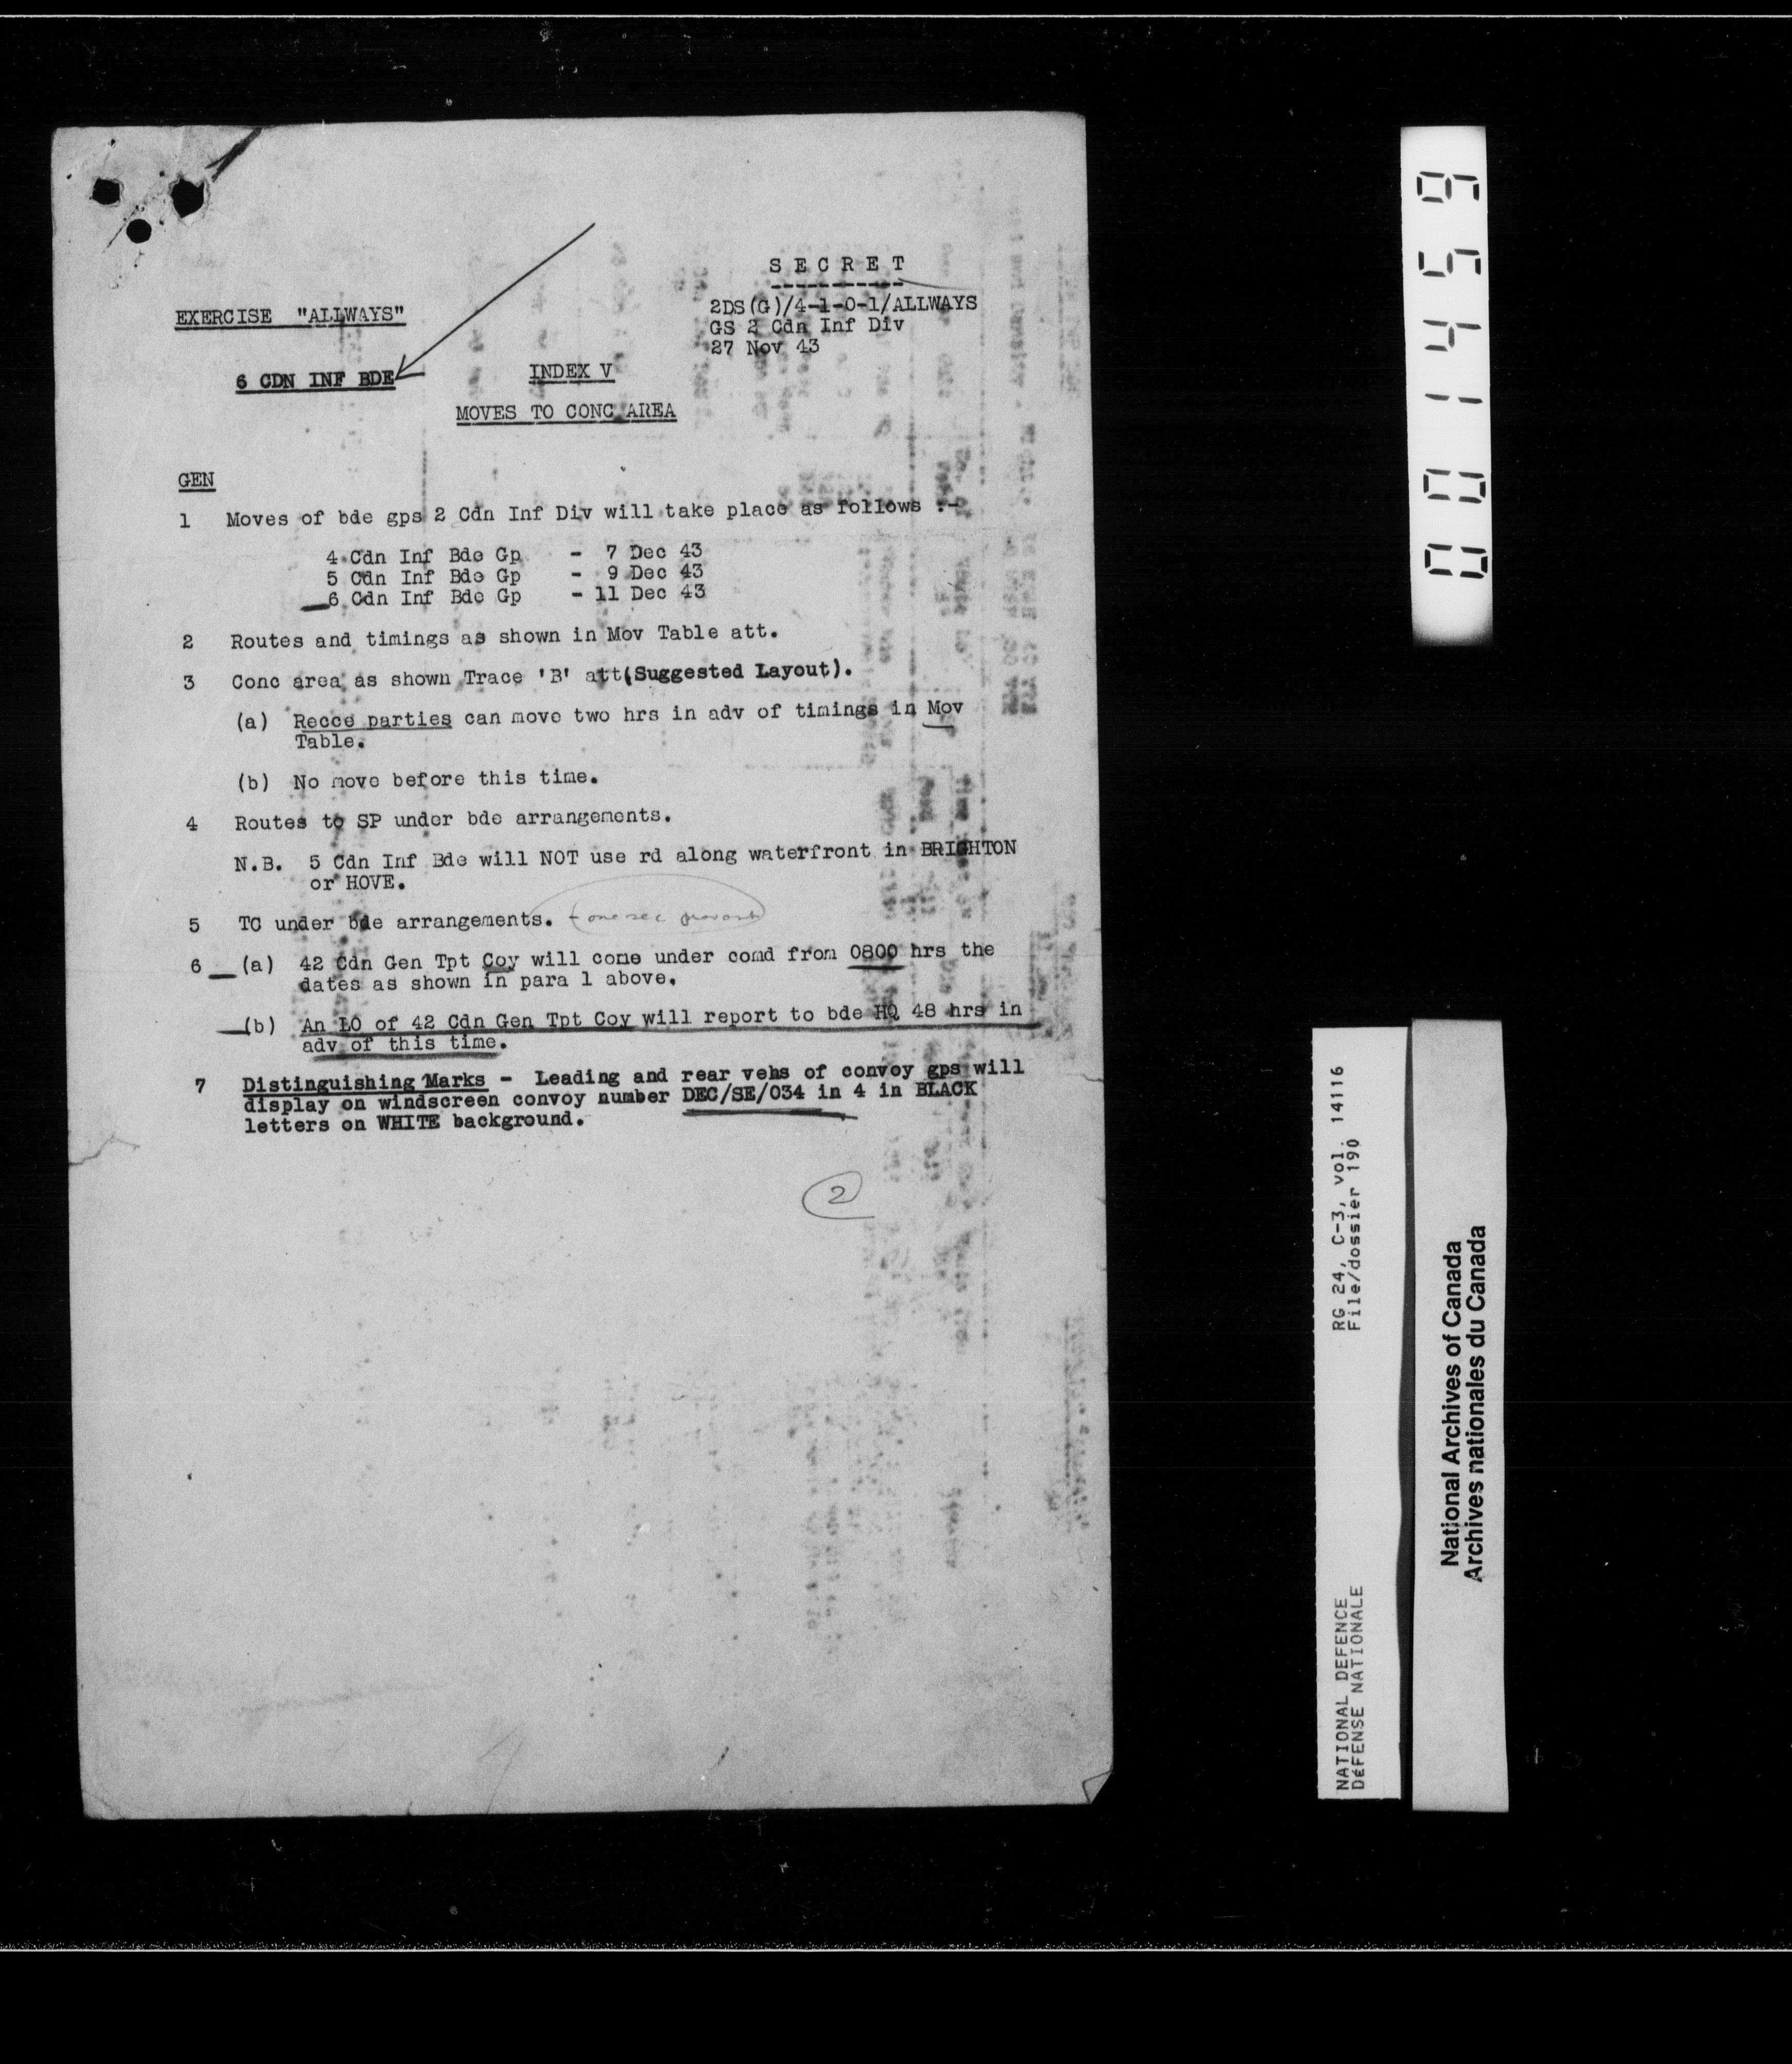 S E C R E T
2DS(G)/4-1-0-1/ALLWAYS
GS 2 Cdn Inf Div
27 Nov 43
EXERCISE "ALLWAYS"
6 CDN INF BDE
INDEX V
MOVES TO CONC AREA
GEN
1 Moves of bde gps 2 Cdn Inf Div will take place as follows :-
4 Cdn Inf Bde Gp - 7 Dec 43
5 Cdn Inf Bde Gp - 9 Dec 43
6 Cdn Inf Bde Gp - 11 Dec 43
2 Routes and timings as shown in Mov Table att.
3 Conc area as shown Trace 'B' att(Suggested Layout).
(a) Recce parties can move two hrs in adv of timings in Mov
Table.
(b) No move before this time.
4 Routes to SP under bde arrangements.
N.B. 5 Cdn Inf Bde will NOT use rd along waterfront in BRIGHTON
or HOVE.
5 TC under bde arrangements. - one sec provost
6 (a) 42 Cdn Gen Tpt Coy will come under comd from 0800 hrs the
dates as shown in para 1 above.
(b) An LO of 42 Cdn Gen Tpt Coy will report to bde HQ 48 hrs in
adv of this time.
7 Distinguishing Marks - Leading and rear vehs of convoy gps will
display on windscreen convoy number DEC/SE/034 in 4 in BLACK
letters on WHITE background.
2
001459
RG 24, C-3, vol. 14116
File/dossier 190
NATIONAL DEFENCE
DÉFENSE NATIONALE
National Archives of Canada
Archives nationales du Canada